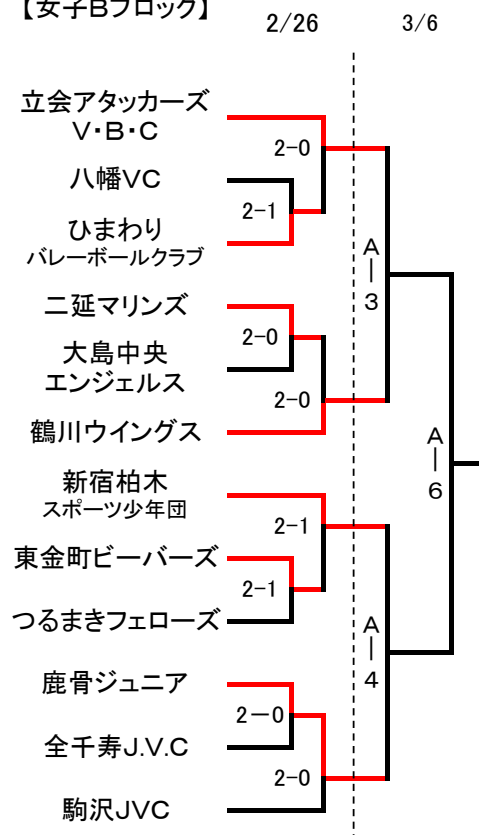 【女子Bブロック】
2/26
3/6
立会アタッカーズ
V・B・C
2-0
八幡VC
2-1
ひまわり
バレーボールクラブ
A
|
3
二延マリンズ
2-0
大島中央
エンジェルス
2-0
鶴川ウイングス
A
|
6
新宿柏木
スポーツ少年団
2-1
東金町ビーバーズ
2-1
つるまきフェローズ
A
|
4
鹿骨ジュニア
2-0
全千寿J.V.C
2-0
駒沢JVC